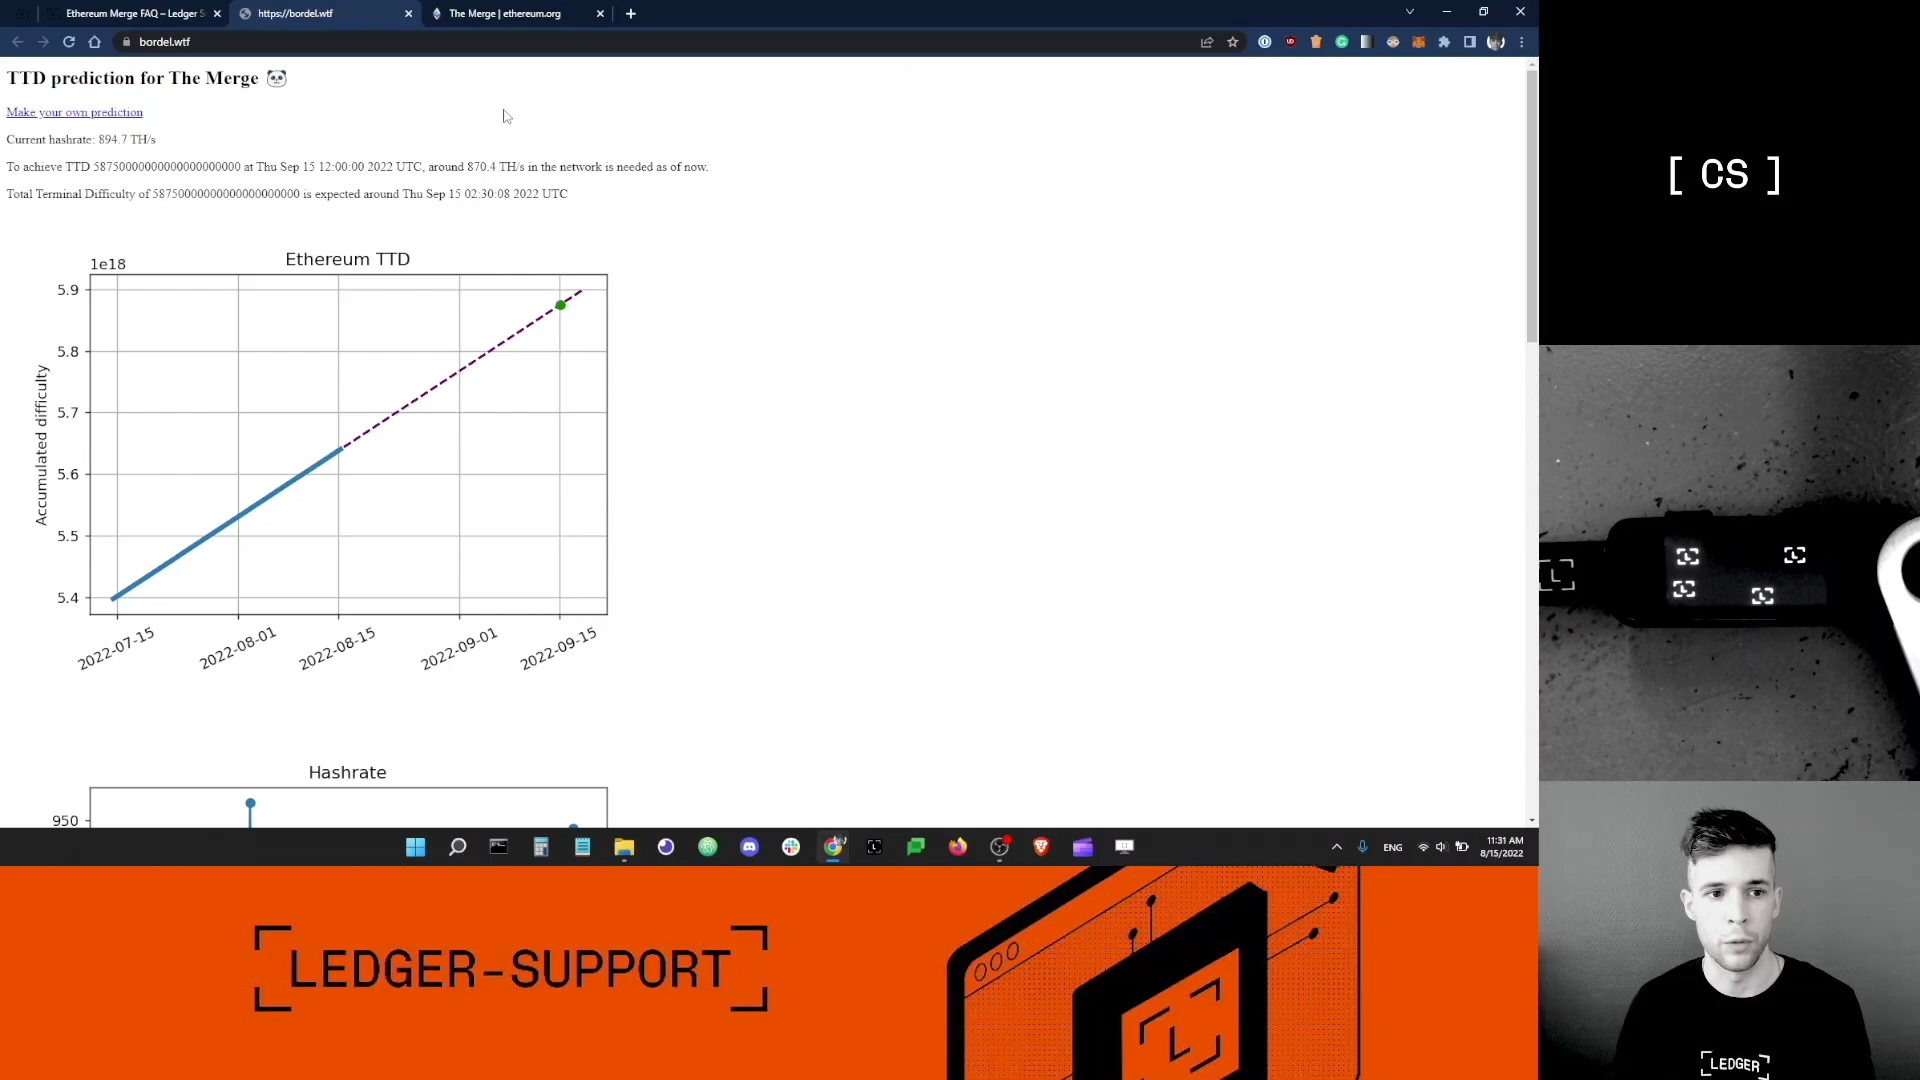 Ethereum Merge FAQ – Ledger S
https://bordel.wtf
The Merge | ethereum.org
bordel.wtf
TTD prediction for The Merge 🐼
Make your own prediction
Current hashrate: 894.7 TH/s
To achieve TTD 58750000000000000000000 at Thu Sep 15 12:00:00 2022 UTC, around 870.4 TH/s in the network is needed as of now.
Total Terminal Difficulty of 58750000000000000000000 is expected around Thu Sep 15 02:30:08 2022 UTC
Ethereum TTD
1e18
5.9
5.8
5.7
5.6
5.5
5.4
Accumulated difficulty
2022-07-15
2022-08-01
2022-08-15
2022-09-01
2022-09-15
Hashrate
950
ENG
11:31 AM
8/15/2022
[ CS ]
LEDGER-SUPPORT
L
L
L
L
L
L
LEDGER